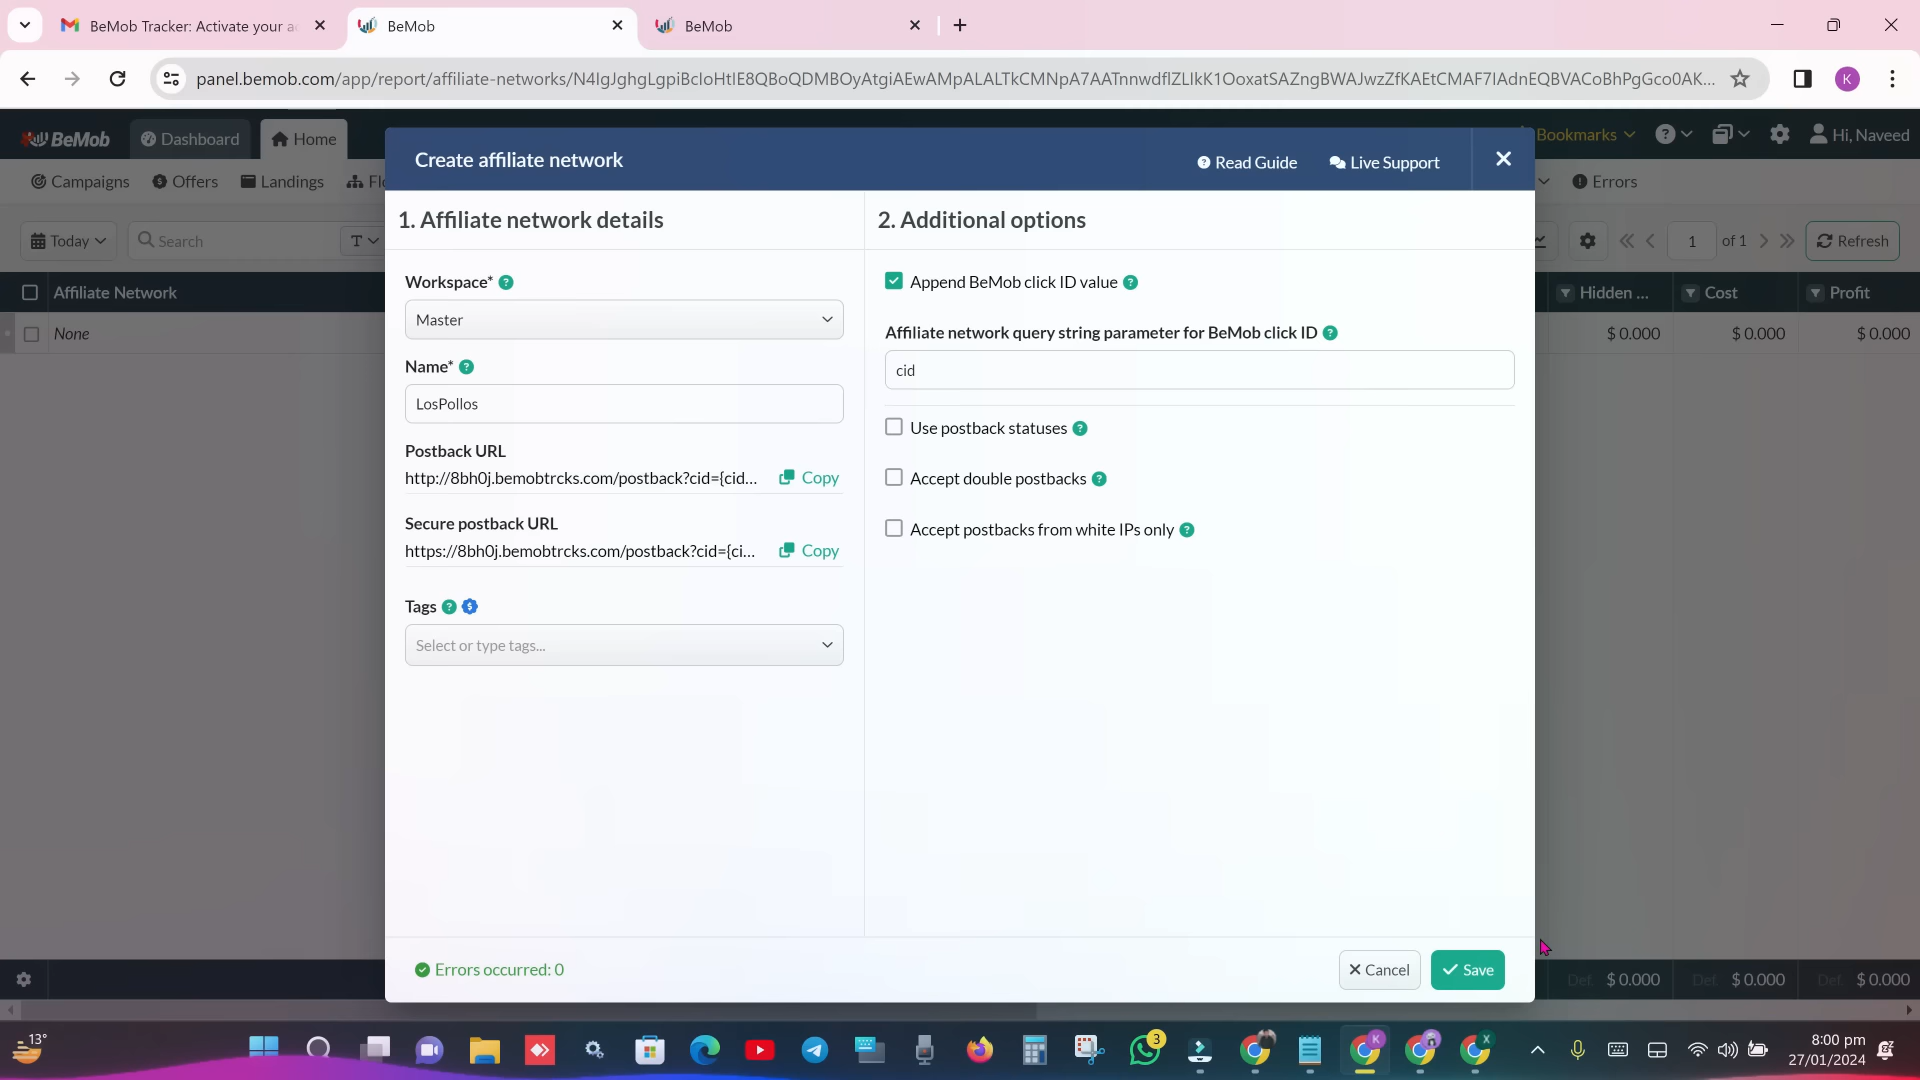 BeMob Tracker: Activate your a
BeMob
BeMob
panel.bemob.com/app/report/affiliate-networks/
BeMob
Dashboard
Home
Bookmarks
Hi, Naveed
Create affiliate network
Read Guide
Live Support
Campaigns
Offers
Landings
Flo
Errors
Today
Search
T
1
of 1
Refresh
Affiliate Network
Hidden ...
Cost
Profit
None
$ 0.000
$ 0.000
$ 0.000
1. Affiliate network details
Workspace*
Master
Name*
LosPollos
Postback URL
http://8bh0j.bemobtrcks.com/postback?cid={cid...
Copy
Secure postback URL
https://8bh0j.bemobtrcks.com/postback?cid={ci...
Copy
Tags
Select or type tags...
2. Additional options
Append BeMob click ID value
Affiliate network query string parameter for BeMob click ID
cid
Use postback statuses
Accept double postbacks
Accept postbacks from white IPs only
Errors occurred: 0
Cancel
Save
Def. $ 0.000
Def. $ 0.000
Def. $ 0.000
13°
3
K
X
8:00 pm
27/01/2024